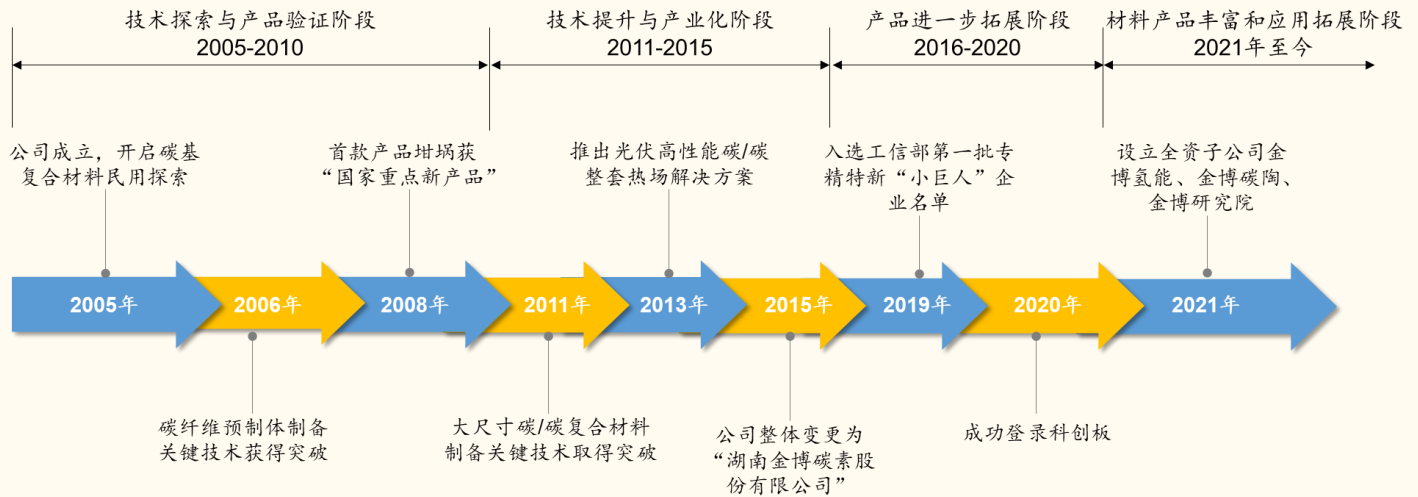 技术探索与产品验证阶段
2005-2010
技术提升与产业化阶段
2011-2015
产品进一步拓展阶段
2016-2020
材料产品丰富和应用拓展阶段
2021年至今
公司成立，开启碳基
复合材料民用探索
首款产品坩埚获
“国家重点新产品”
推出光伏高性能碳/碳
整套热场解决方案
入选工信部第一批专
精特新“小巨人”企
业名单
设立全资子公司金
博氢能、金博碳陶、
金博研究院
2005年
2006年
2008年
2011年
2013年
2015年
2019年
2020年
2021年
碳纤维预制体制备
关键技术获得突破
大尺寸碳/碳复合材料
制备关键技术取得突破
公司整体变更为
“湖南金博碳素股
份有限公司”
成功登录科创板